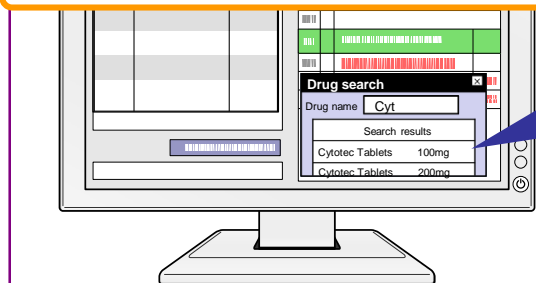 Drug search
Drug name Cyt
Search results
Cytotec Tablets 100mg
Cytotec Tablets 200mg